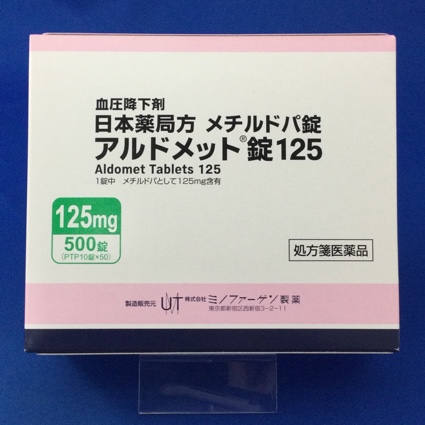 血圧降下剤
日本薬局方 メチルドパ錠
アルドメット®錠125
Aldomet Tablets 125
1錠中 メチルドパとして125mg含有
125mg
500錠
(PTP10錠×50)
処方箋医薬品
製造販売元 株式会社 ミノファーゲン製薬
東京都新宿区西新宿3-2-11